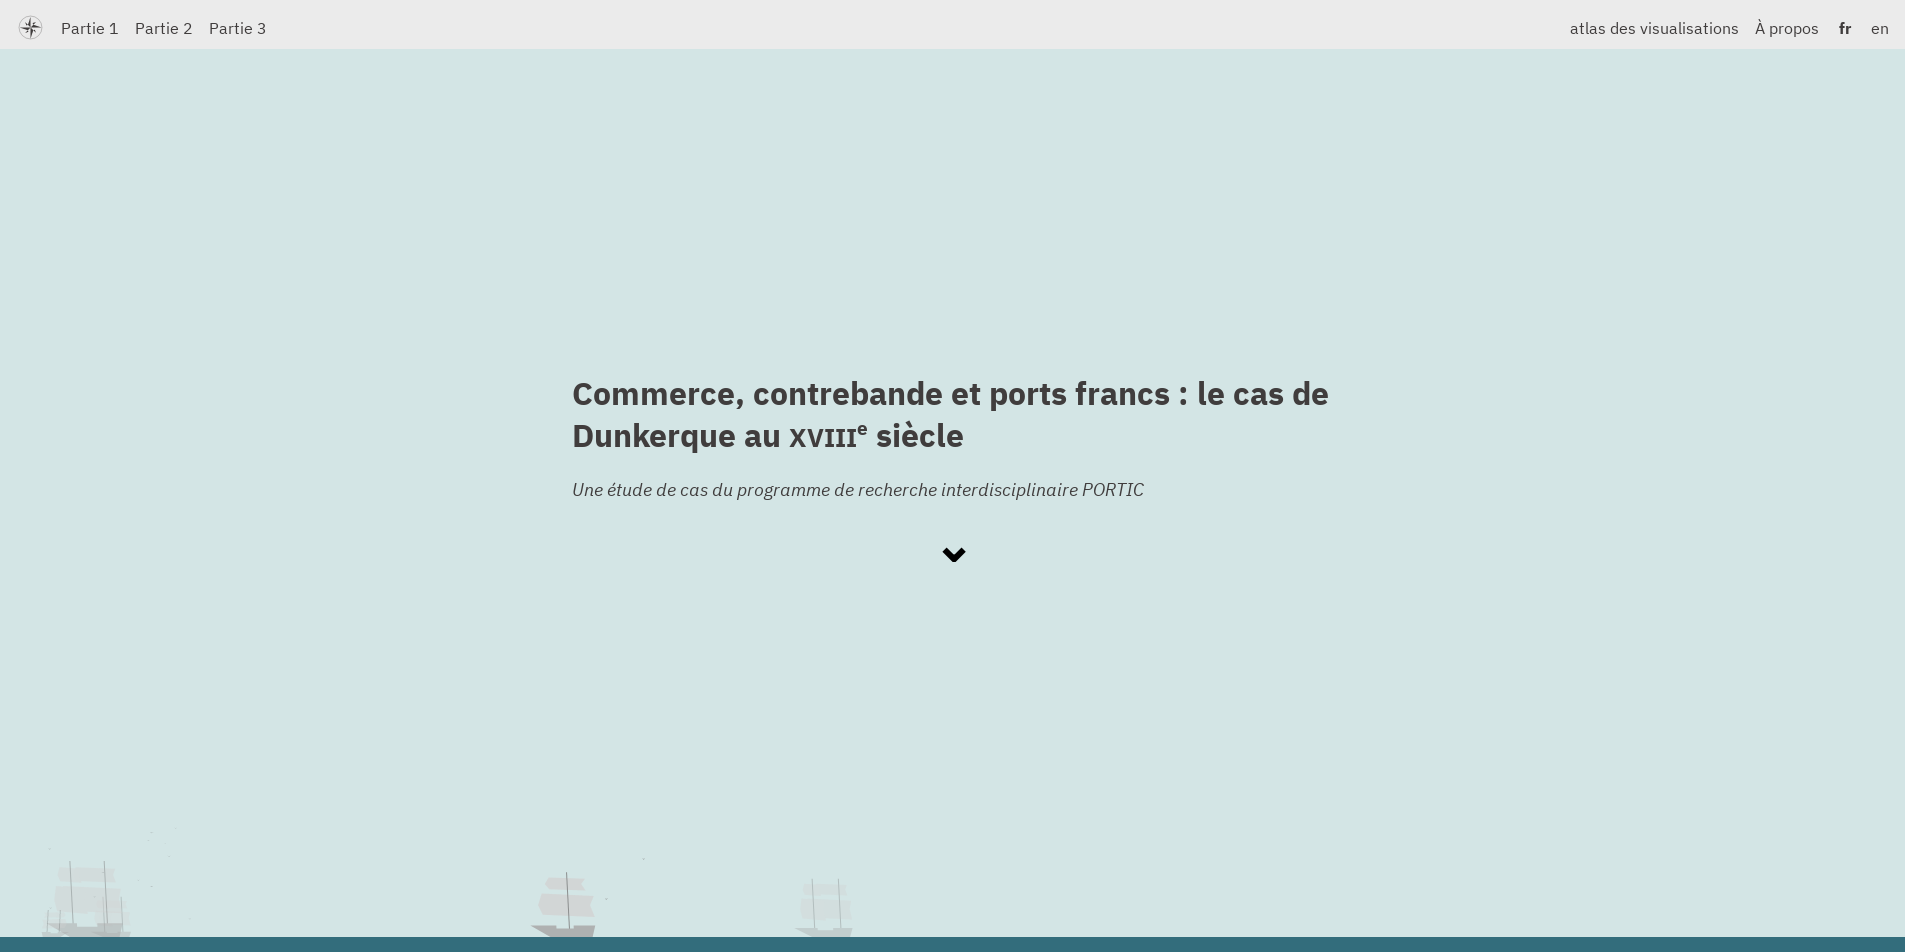 Partie 1 Partie 2 Partie 3 atlas des visualisations À propos fr en
Commerce, contrebande et ports francs : le cas de
Dunkerque au XVIIIe siècle
Une étude de cas du programme de recherche interdisciplinaire PORTIC